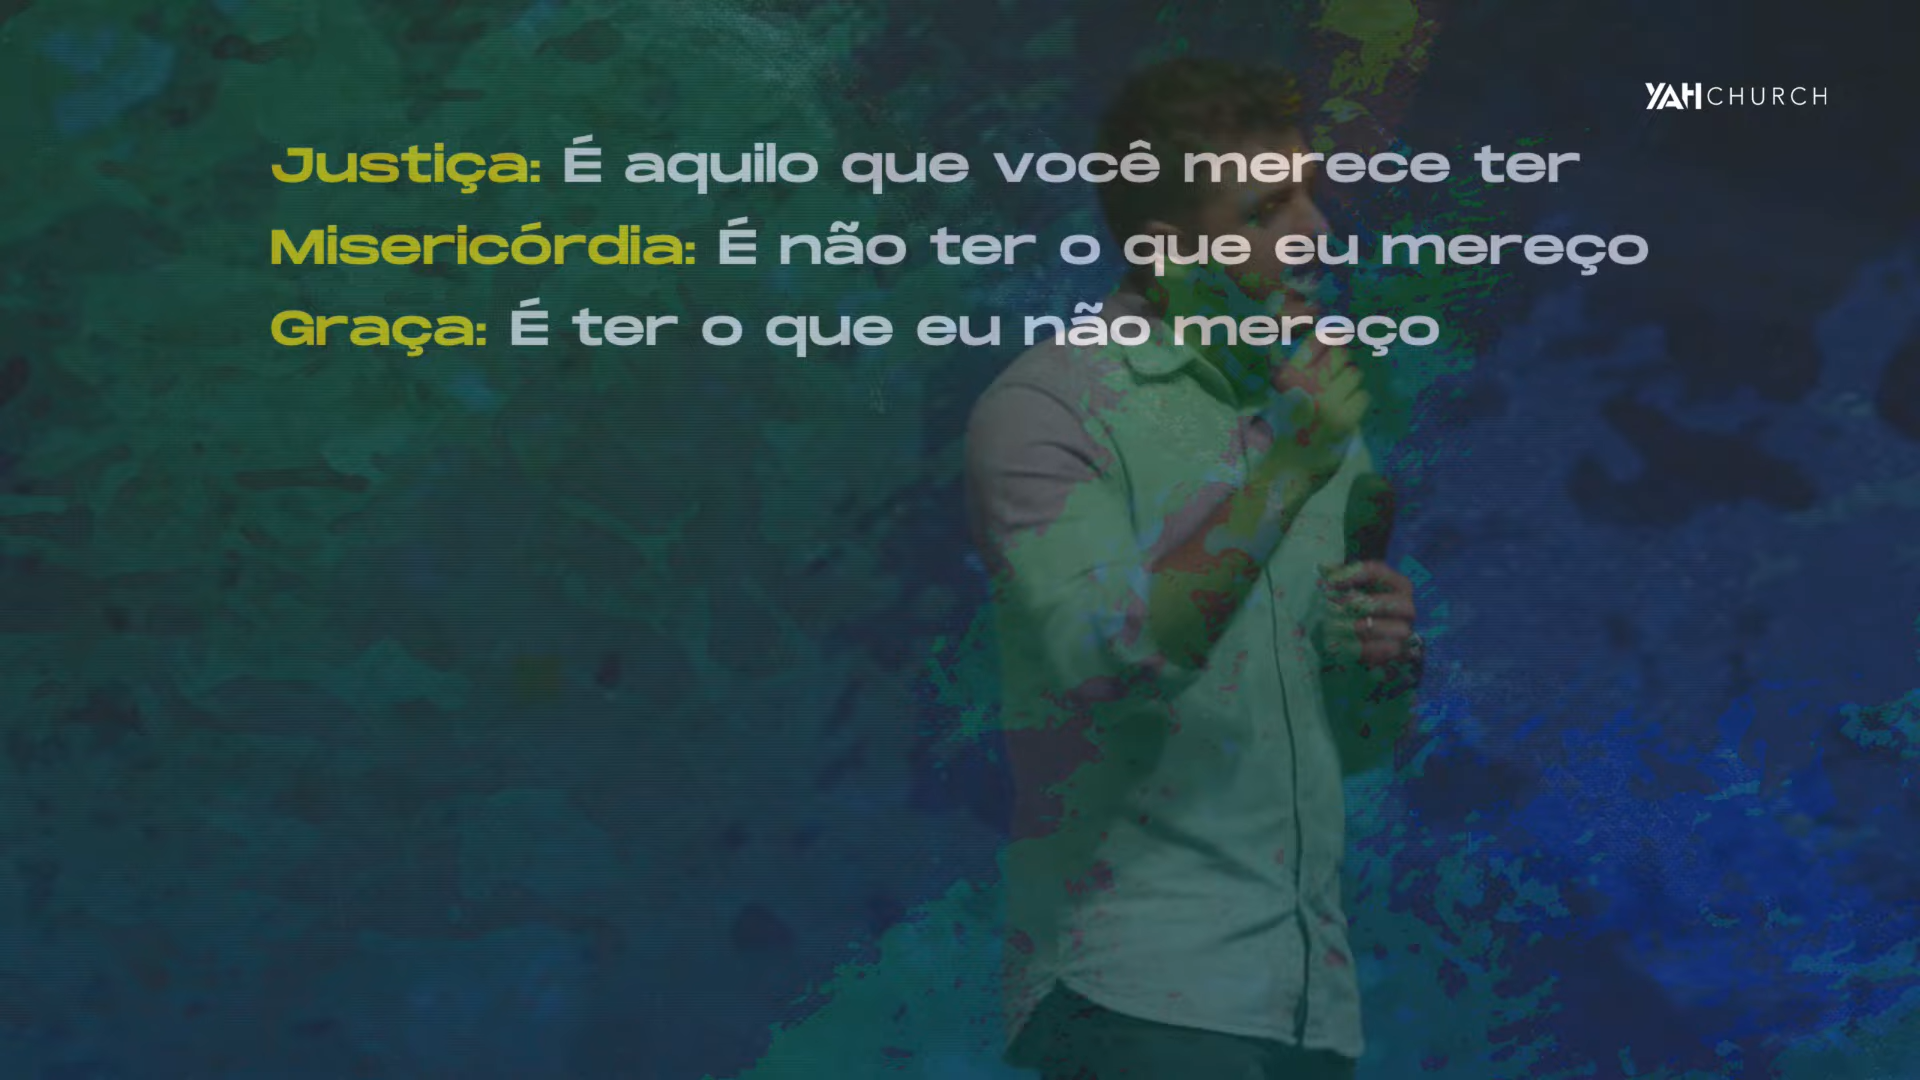 YAHCHURCH
Justiça: É aquilo que você merece ter
Misericórdia: É não ter o que eu mereço
Graça: É ter o que eu não mereço